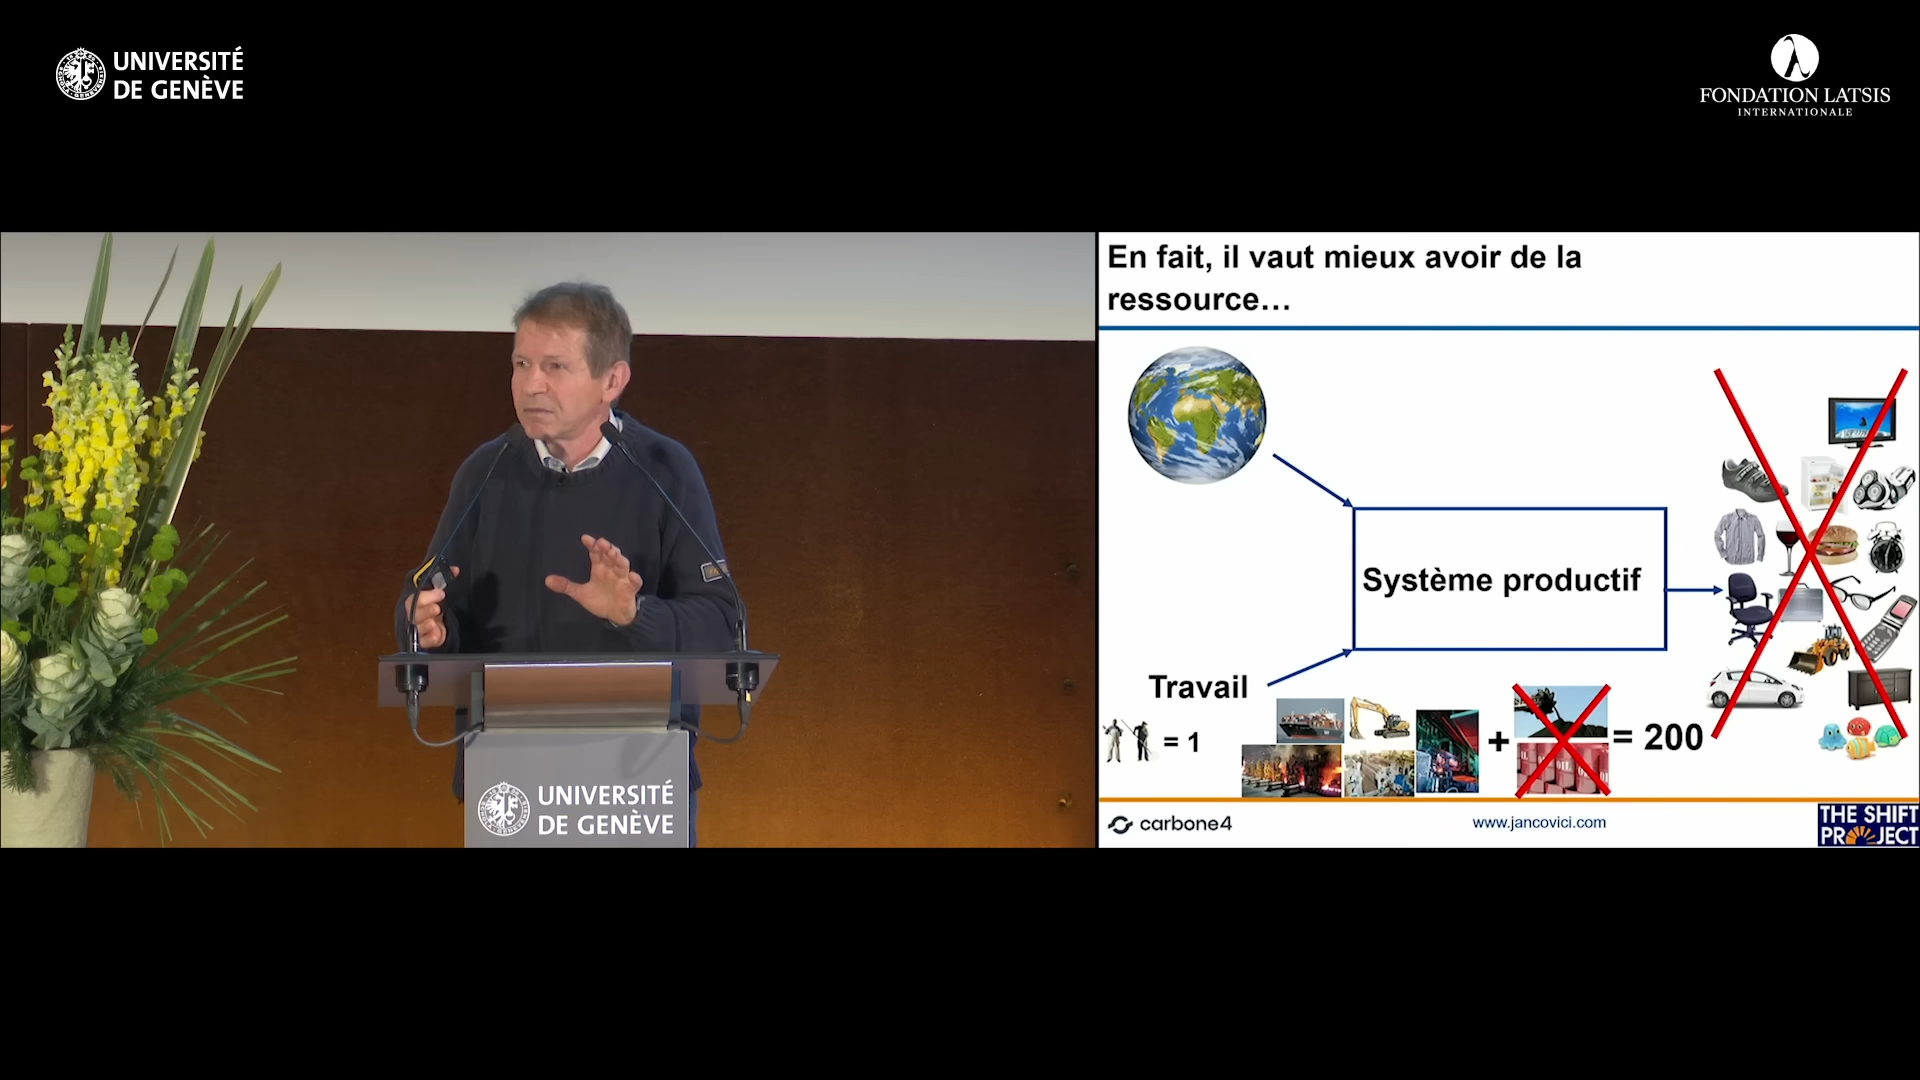 UNIVERSITÉ
DE GENÈVE
FONDATION LATSIS
INTERNATIONALE
En fait, il vaut mieux avoir de la
ressource…
Système productif
Travail
= 1
+
= 200
carbone4
www.jancovici.com
THE SHIFT
PROJECT
UNIVERSITÉ
DE GENÈVE